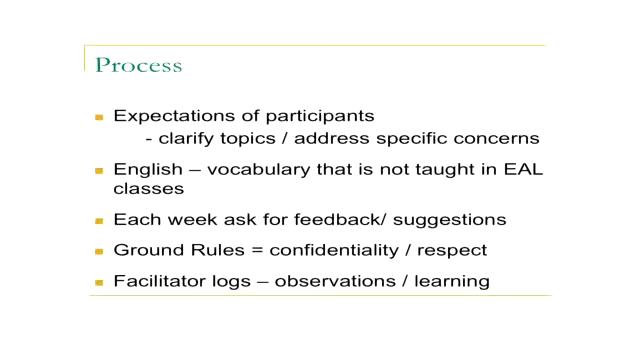 Process
Expectations of participants
- clarify topics / address specific concerns
English – vocabulary that is not taught in EAL
classes
Each week ask for feedback/ suggestions
Ground Rules = confidentiality / respect
Facilitator logs – observations / learning